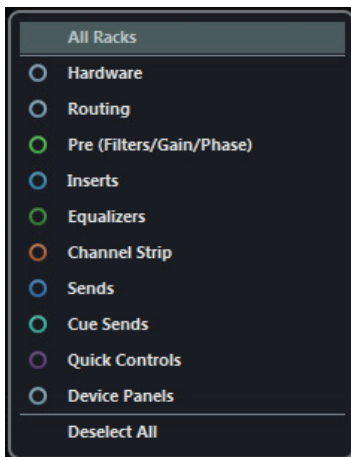 All Racks
Hardware
Routing
Pre (Filters/Gain/Phase)
Inserts
Equalizers
Channel Strip
Sends
Cue Sends
Quick Controls
Device Panels
Deselect All